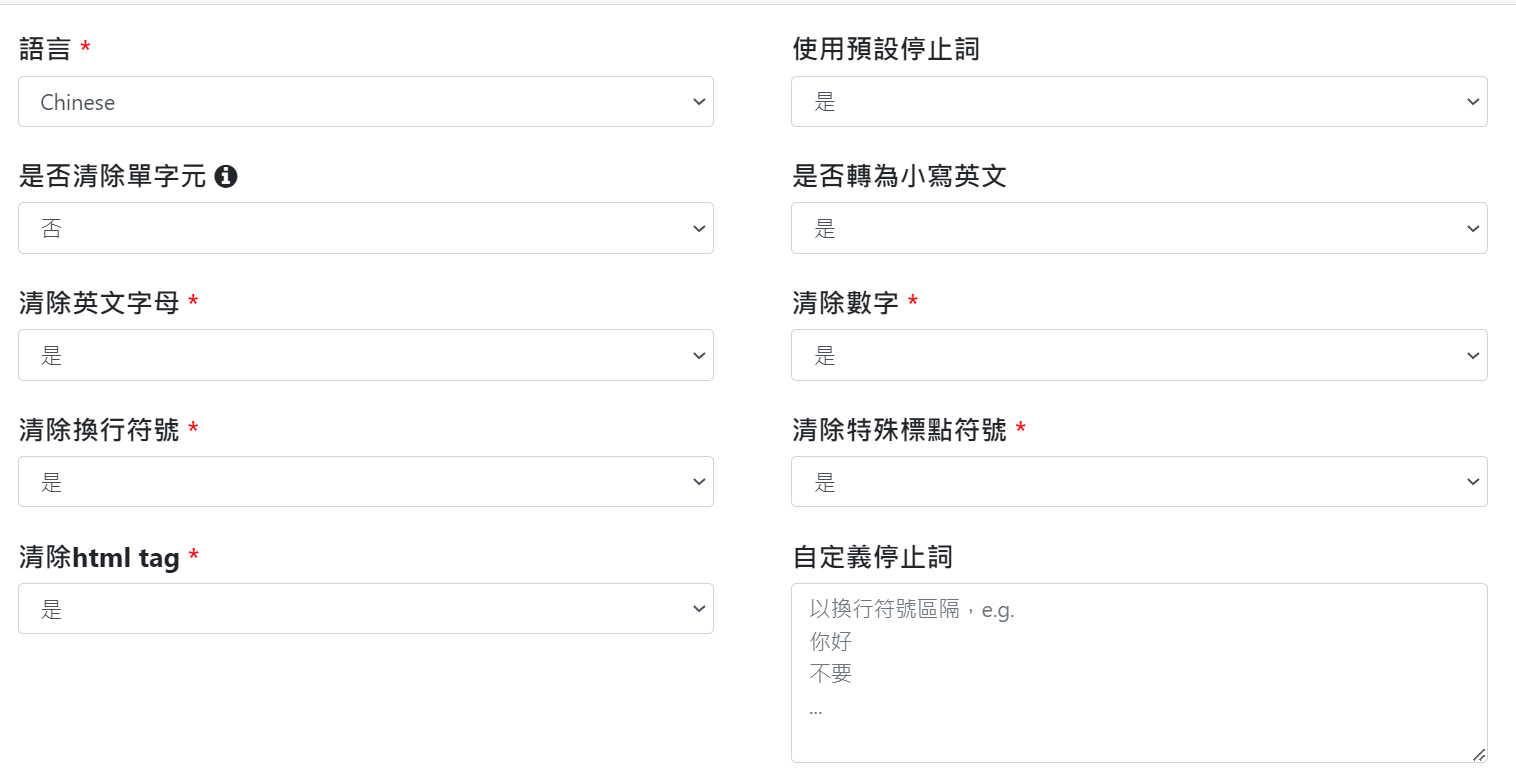 語言 *
使用預設停止詞
Chinese
是
是否清除單字元
是否轉為小寫英文
否
是
清除英文字母 *
清除數字 *
是
是
清除換行符號 *
清除特殊標點符號 *
是
是
清除html tag *
自定義停止詞
是
以換行符號區隔，e.g.
你好
不要
...